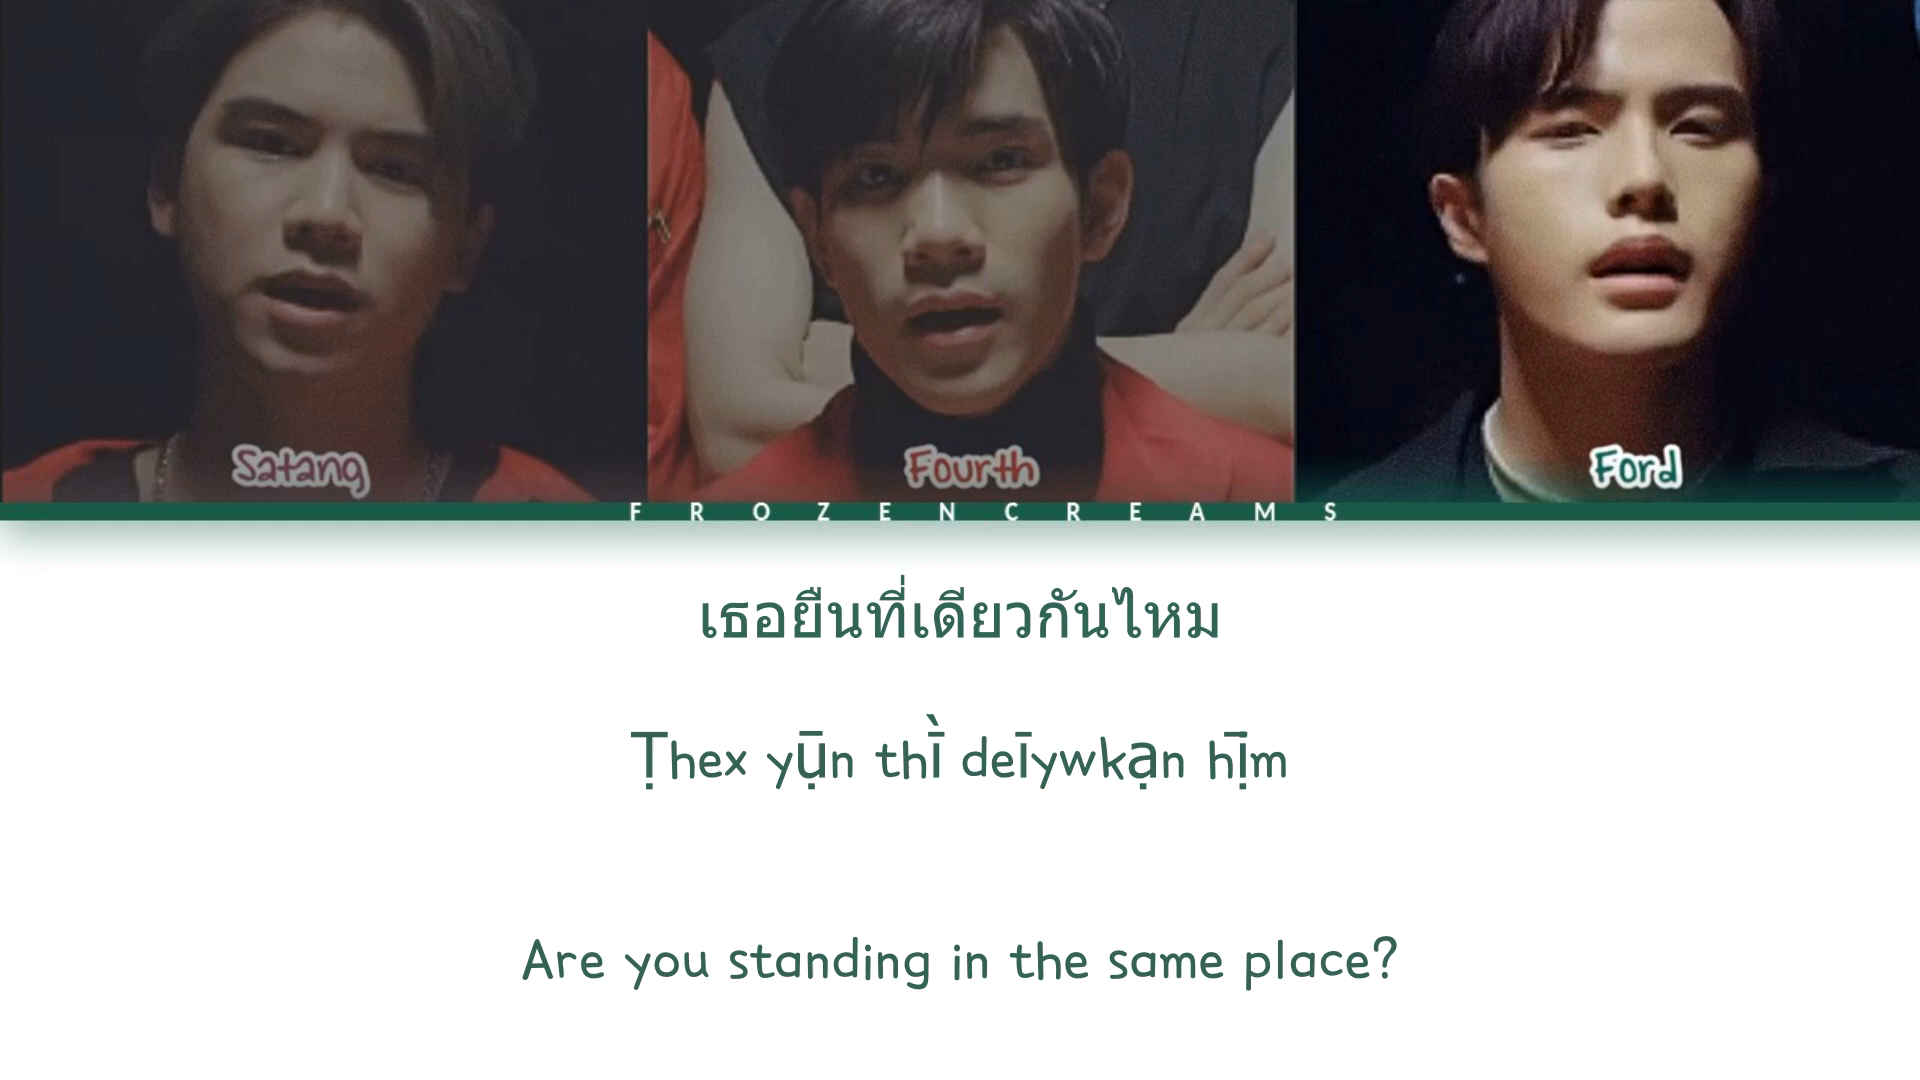 Satang
Fourth
Ford
FROZENCREAMS
เธอยืนที่เดียวกันไหม
Ṭhex yụ̄n thī̀ deīywkạn h̄ịm
Are you standing in the same place?